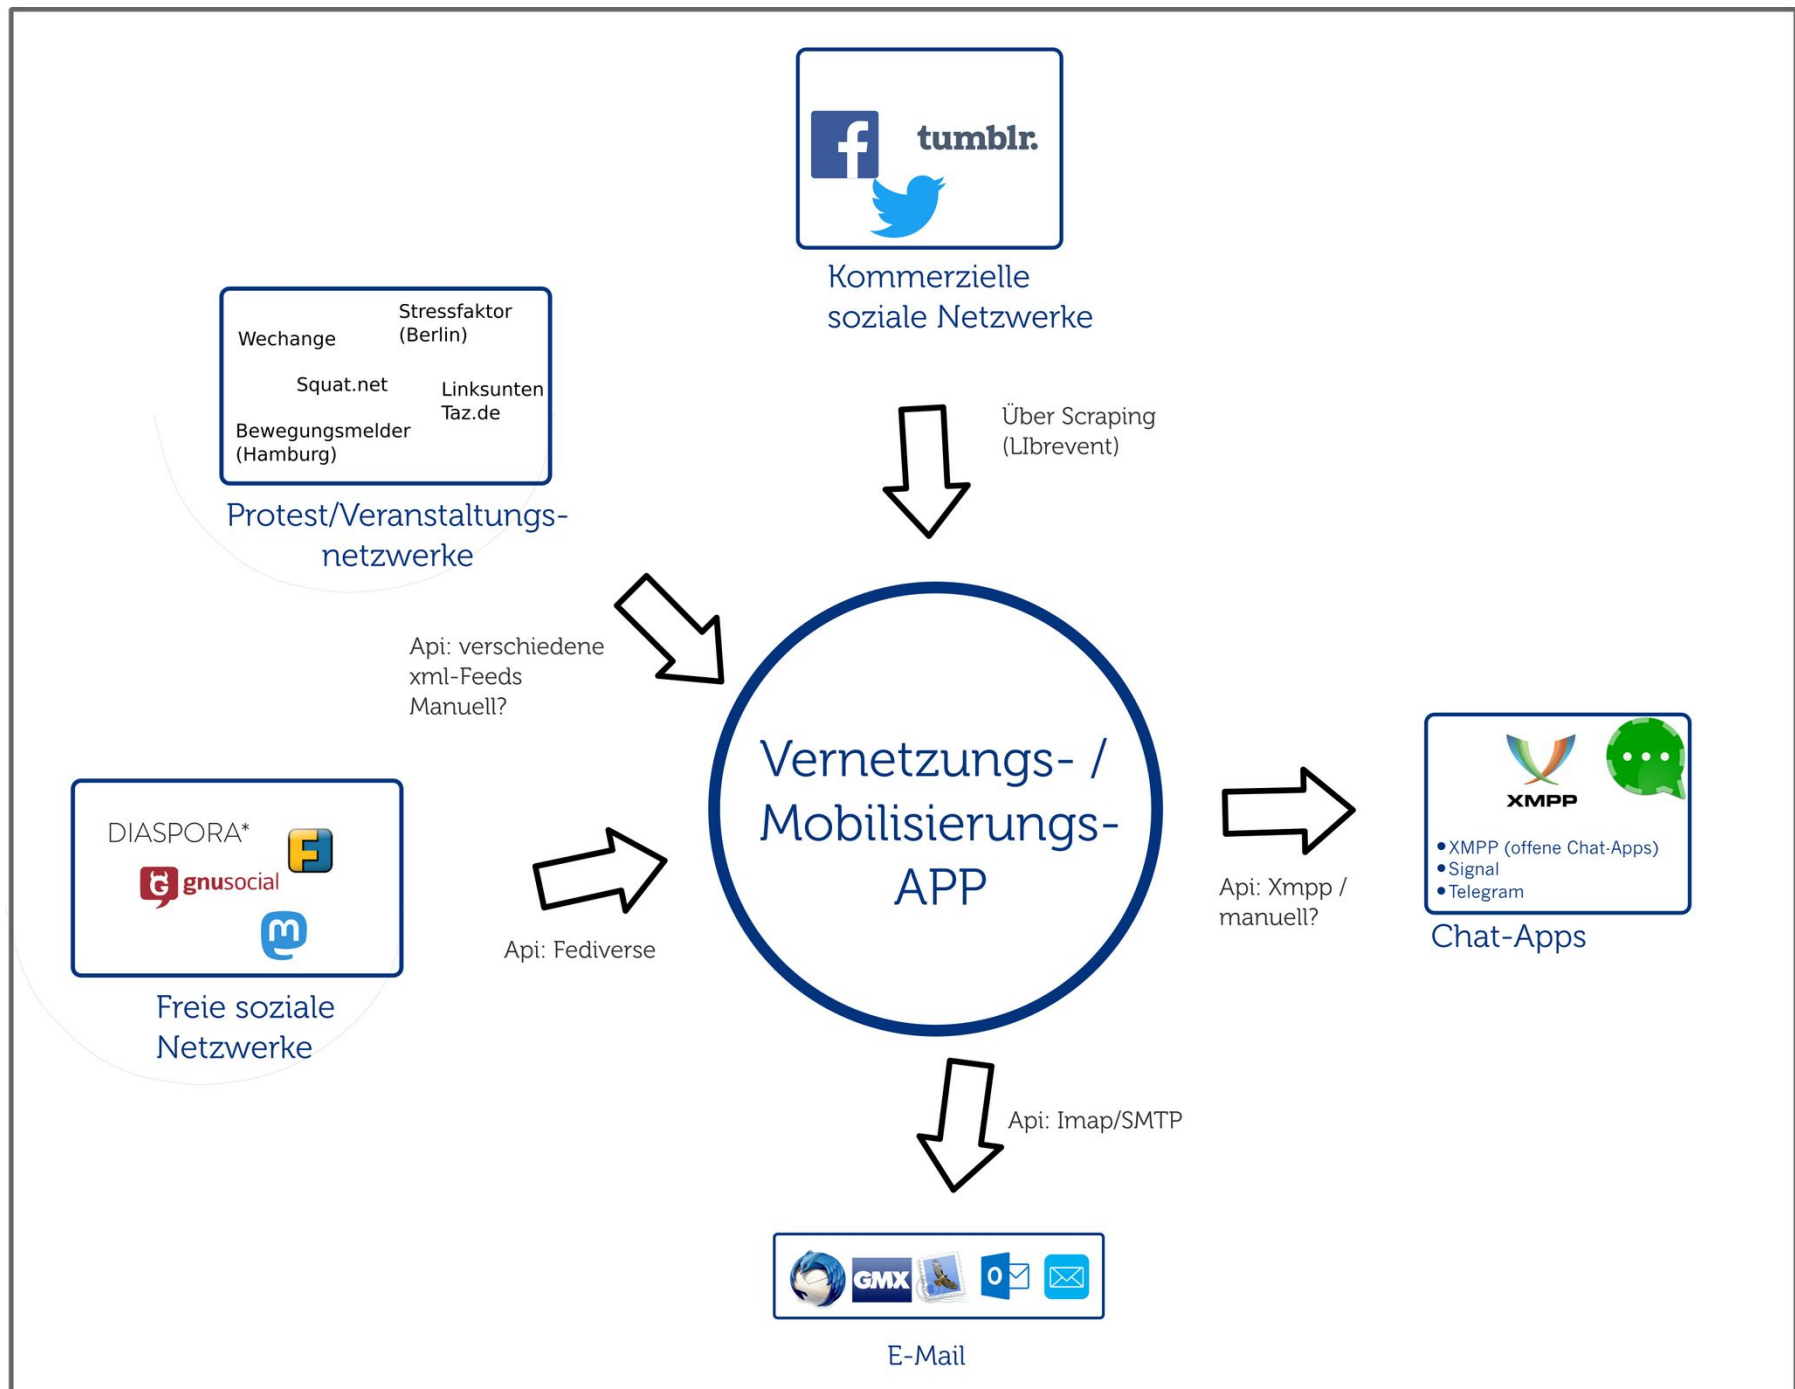 tumblr.
Kommerzielle
soziale Netzwerke
Stressfaktor
(Berlin)
Wechange
Squat.net
Linksunten
Taz.de
Bewegungsmelder
(Hamburg)
Protest/Veranstaltungs-
netzwerke
Über Scraping
(LIbrevent)
Api: verschiedene
xml-Feeds
Manuell?
Vernetzungs- /
Mobilisierungs-
APP
DIASPORA*
gnusocial
Freie soziale
Netzwerke
Api: Fediverse
XMPP
XMPP (offene Chat-Apps)
Signal
Telegram
Chat-Apps
Api: Xmpp /
manuell?
Api: Imap/SMTP
GMX
E-Mail